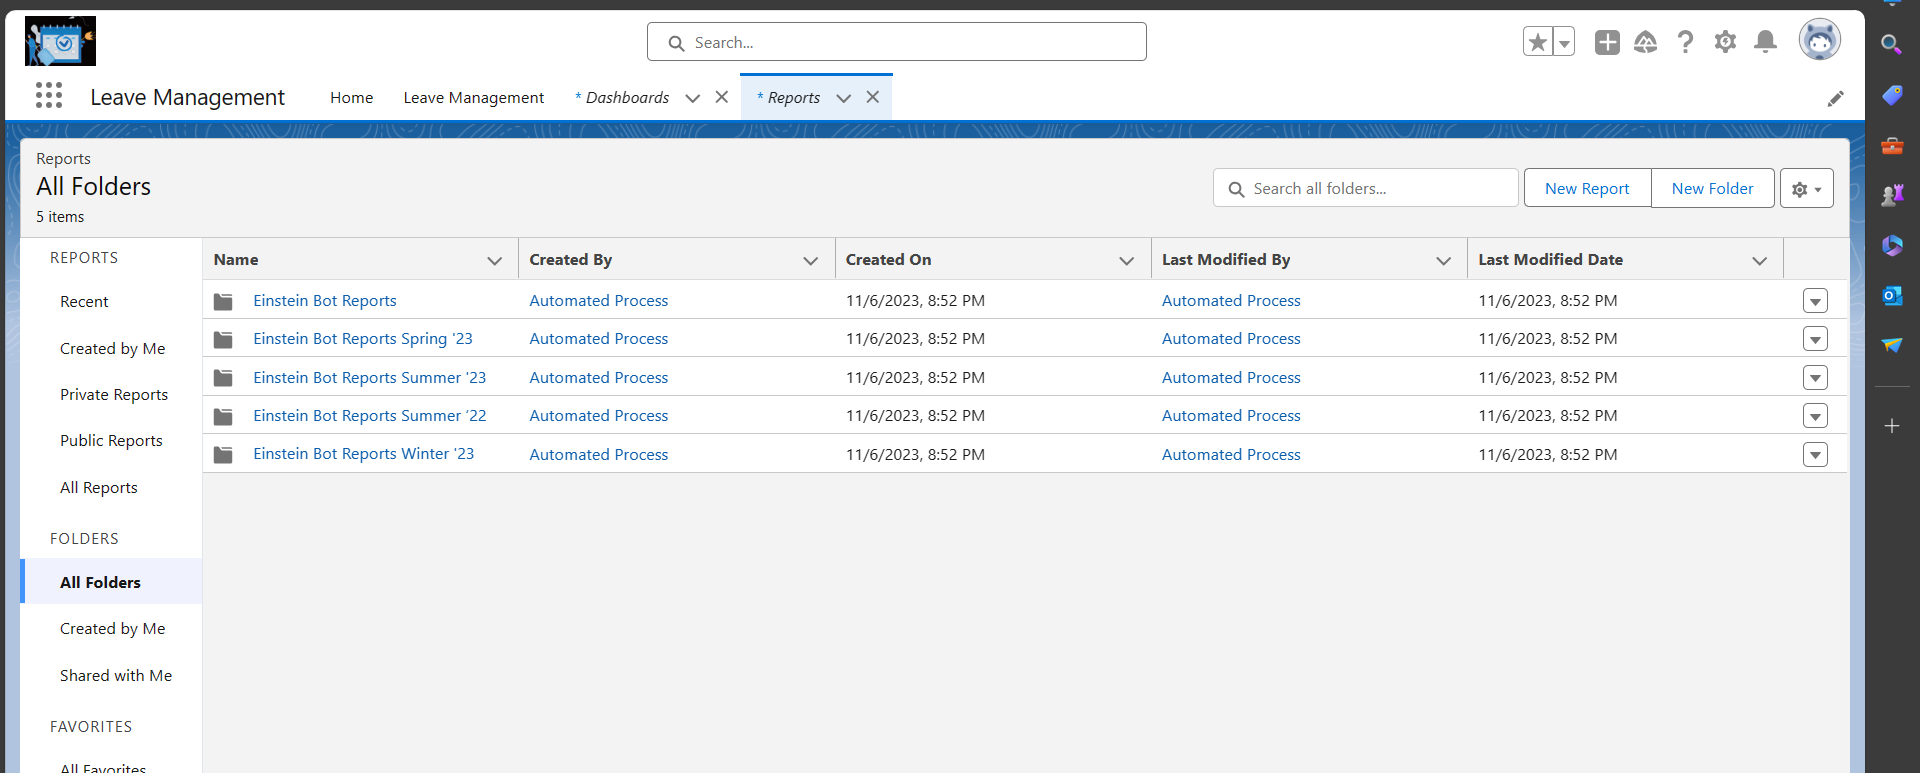 Search...
Leave Management Home Leave Management * Dashboards * Reports
Reports
All Folders
5 items
Search all folders... New Report New Folder
REPORTS
Recent
Created by Me
Private Reports
Public Reports
All Reports
FOLDERS
All Folders
Created by Me
Shared with Me
FAVORITES
All Favorites
Name Created By Created On Last Modified By Last Modified Date
Einstein Bot Reports Automated Process 11/6/2023, 8:52 PM Automated Process 11/6/2023, 8:52 PM
Einstein Bot Reports Spring '23 Automated Process 11/6/2023, 8:52 PM Automated Process 11/6/2023, 8:52 PM
Einstein Bot Reports Summer '23 Automated Process 11/6/2023, 8:52 PM Automated Process 11/6/2023, 8:52 PM
Einstein Bot Reports Summer ’22 Automated Process 11/6/2023, 8:52 PM Automated Process 11/6/2023, 8:52 PM
Einstein Bot Reports Winter '23 Automated Process 11/6/2023, 8:52 PM Automated Process 11/6/2023, 8:52 PM